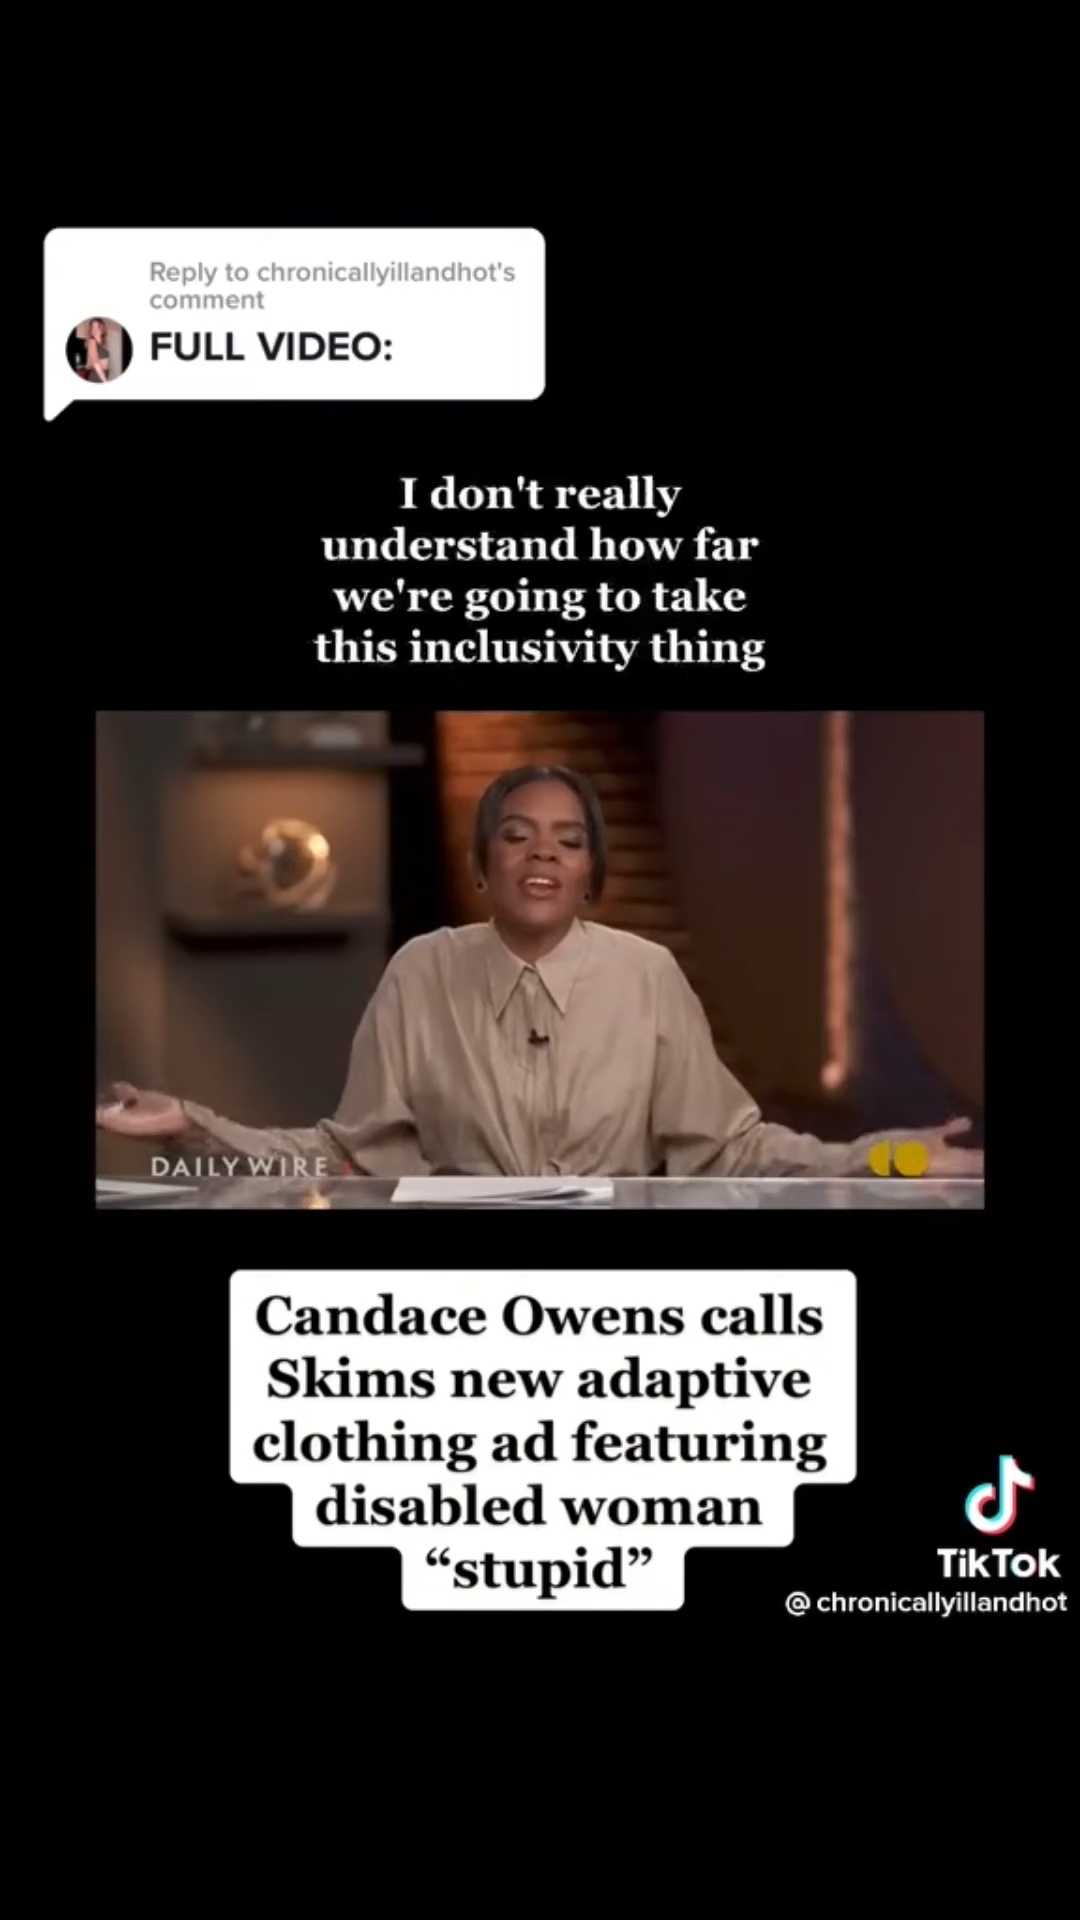 Reply to chronicallyillandhot's
comment
FULL VIDEO:
I don't really
understand how far
we're going to take
this inclusivity thing
DAILY WIRE
Candace Owens calls
Skims new adaptive
clothing ad featuring
disabled woman
“stupid”
TikTok
@ chronicallyillandhot